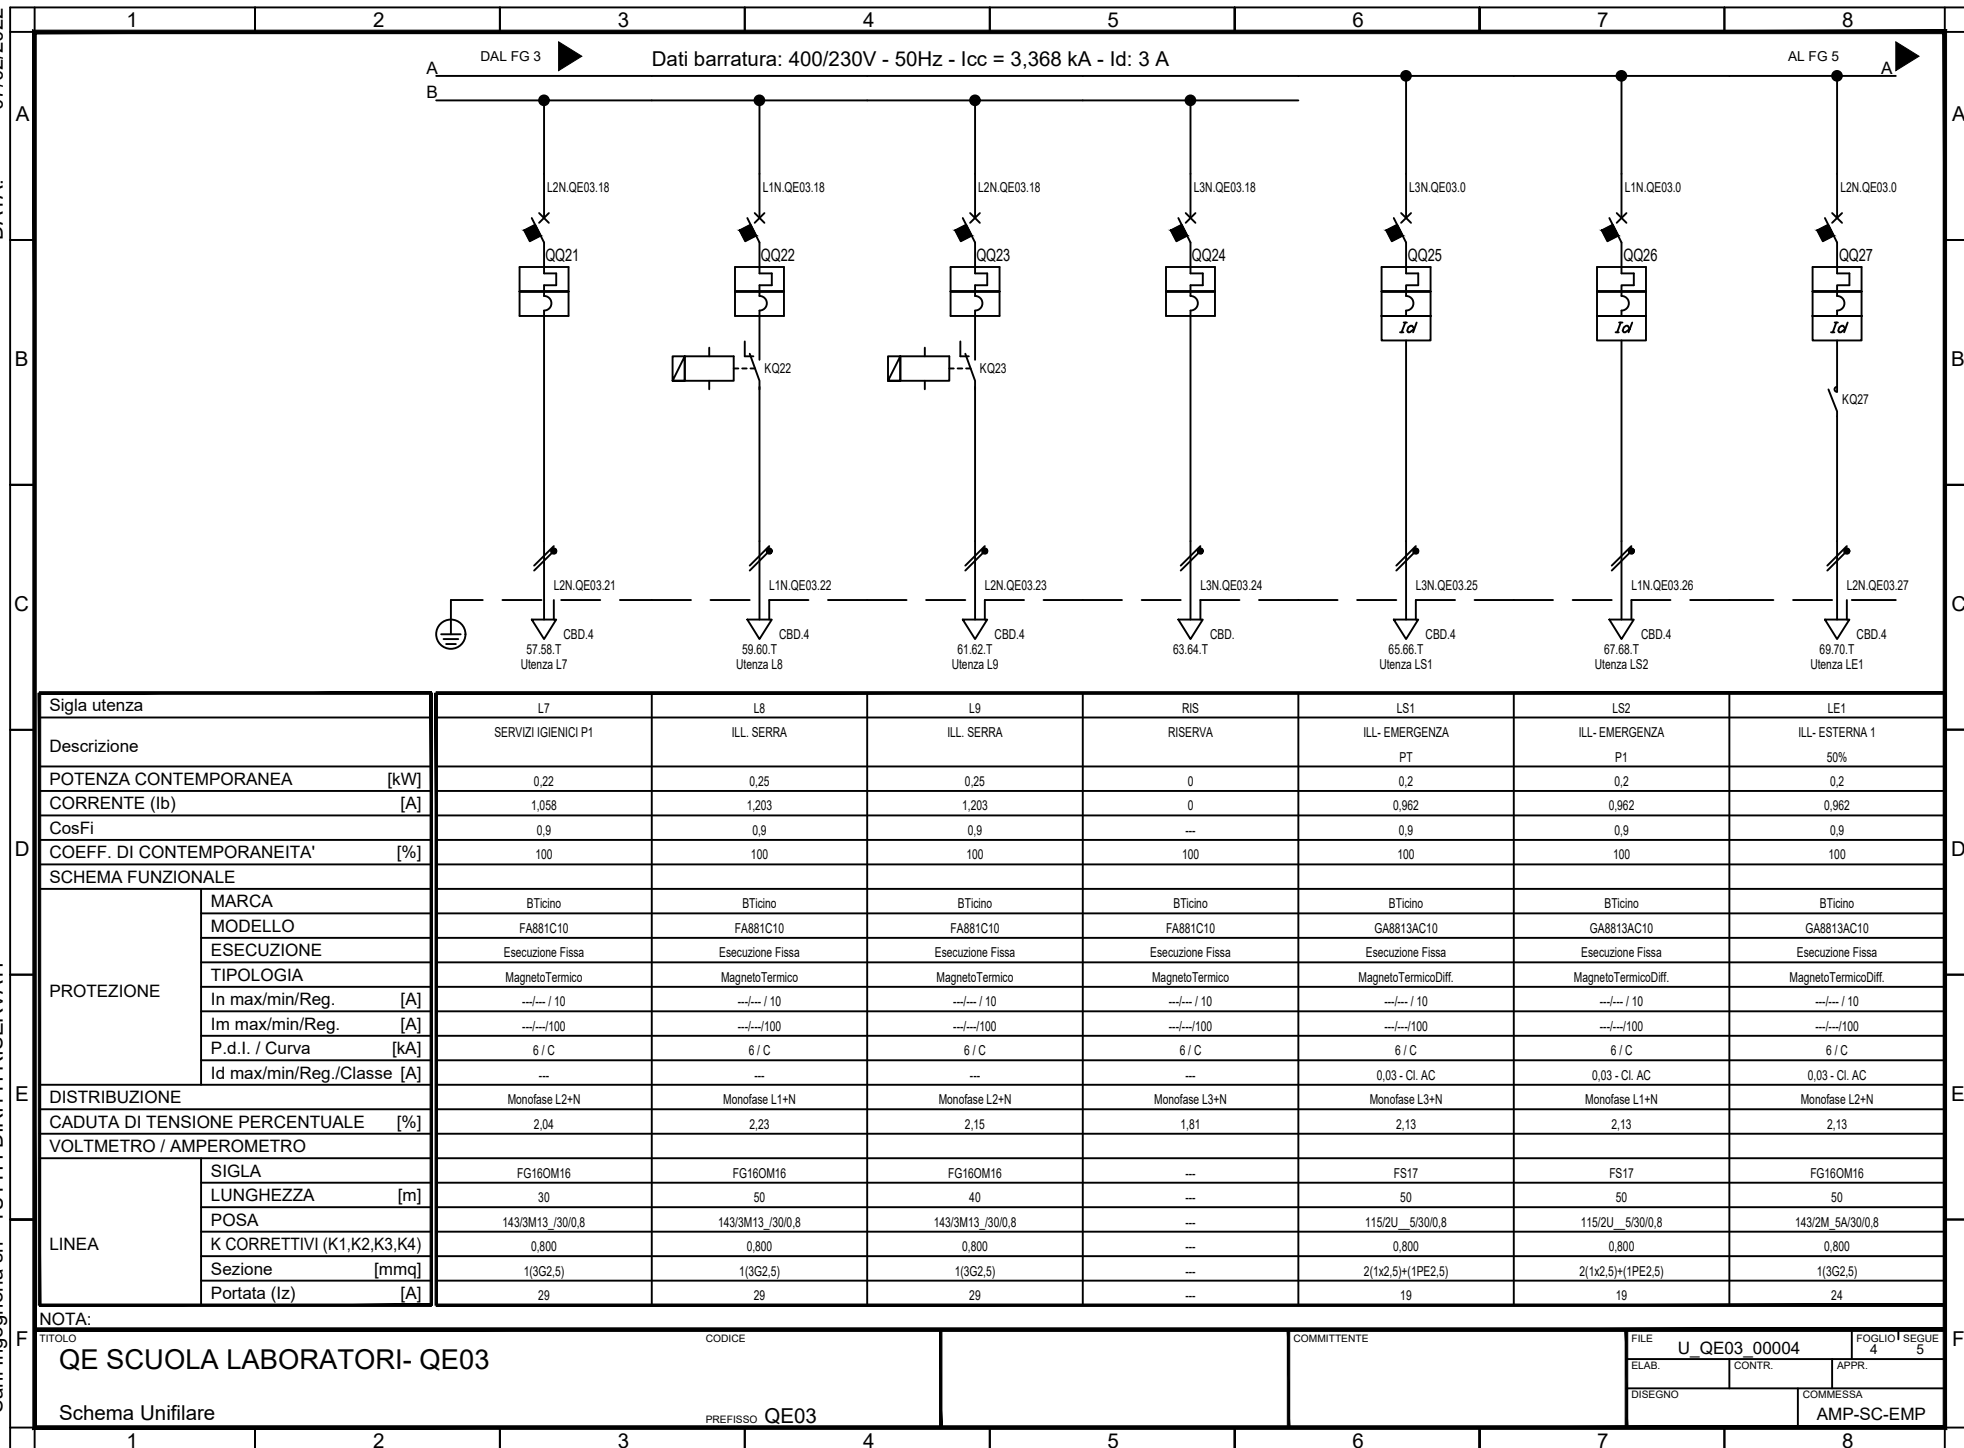 1 2 3 4 5 6 7 8
DAL FG 3 Dati barratura: 400/230V - 50Hz - Icc = 3,368 kA - Id: 3 A AL FG 5
A A
B
A A
L2N.QE03.18 L1N.QE03.18 L2N.QE03.18 L3N.QE03.18 L3N.QE03.0 L1N.QE03.0 L2N.QE03.0
QQ21 QQ22 QQ23 QQ24 QQ25 QQ26 QQ27
Id Id Id
B B
KQ22 KQ23
KQ27
L2N.QE03.21 L1N.QE03.22 L2N.QE03.23 L3N.QE03.24 L3N.QE03.25 L1N.QE03.26 L2N.QE03.27
C C
CBD.4 CBD.4 CBD.4 CBD. CBD.4 CBD.4 CBD.4
57.58.T 59.60.T 61.62.T 63.64.T 65.66.T 67.68.T 69.70.T
Utenza L7 Utenza L8 Utenza L9 Utenza LS1 Utenza LS2 Utenza LE1
Sigla utenza L7 L8 L9 RIS LS1 LS2 LE1
Descrizione SERVIZI IGIENICI P1 ILL. SERRA ILL. SERRA RISERVA ILL- EMERGENZA ILL- EMERGENZA ILL- ESTERNA 1
PT P1 50%
POTENZA CONTEMPORANEA [kW] 0,22 0,25 0,25 0 0,2 0,2 0,2
CORRENTE (Ib) [A] 1,058 1,203 1,203 0 0,962 0,962 0,962
CosFi 0,9 0,9 0,9 --- 0,9 0,9 0,9
D D
COEFF. DI CONTEMPORANEITA' [%] 100 100 100 100 100 100 100
SCHEMA FUNZIONALE
PROTEZIONE
MARCA BTicino BTicino BTicino BTicino BTicino BTicino BTicino
MODELLO FA881C10 FA881C10 FA881C10 FA881C10 GA8813AC10 GA8813AC10 GA8813AC10
ESECUZIONE Esecuzione Fissa Esecuzione Fissa Esecuzione Fissa Esecuzione Fissa Esecuzione Fissa Esecuzione Fissa Esecuzione Fissa
TIPOLOGIA MagnetoTermico MagnetoTermico MagnetoTermico MagnetoTermico MagnetoTermicoDiff. MagnetoTermicoDiff. MagnetoTermicoDiff.
In max/min/Reg. [A] ---/--- / 10 ---/--- / 10 ---/--- / 10 ---/--- / 10 ---/--- / 10 ---/--- / 10 ---/--- / 10
Im max/min/Reg. [A] ---/---/100 ---/---/100 ---/---/100 ---/---/100 ---/---/100 ---/---/100 ---/---/100
P.d.I. / Curva [kA] 6 / C 6 / C 6 / C 6 / C 6 / C 6 / C 6 / C
Id max/min/Reg./Classe [A] --- --- --- --- 0,03 - Cl. AC 0,03 - Cl. AC 0,03 - Cl. AC
E E
DISTRIBUZIONE Monofase L2+N Monofase L1+N Monofase L2+N Monofase L3+N Monofase L3+N Monofase L1+N Monofase L2+N
CADUTA DI TENSIONE PERCENTUALE [%] 2,04 2,23 2,15 1,81 2,13 2,13 2,13
VOLTMETRO / AMPEROMETRO
LINEA
SIGLA FG16OM16 FG16OM16 FG16OM16 --- FS17 FS17 FG16OM16
LUNGHEZZA [m] 30 50 40 --- 50 50 50
POSA 143/3M13_/30/0,8 143/3M13_/30/0,8 143/3M13_/30/0,8 --- 115/2U__5/30/0,8 115/2U__5/30/0,8 143/2M_5A/30/0,8
K CORRETTIVI (K1,K2,K3,K4) 0,800 0,800 0,800 --- 0,800 0,800 0,800
Sezione [mmq] 1(3G2,5) 1(3G2,5) 1(3G2,5) --- 2(1x2,5)+(1PE2,5) 2(1x2,5)+(1PE2,5) 1(3G2,5)
Portata (Iz) [A] 29 29 29 --- 19 19 24
NOTA:
F F
TITOLO CODICE COMMITTENTE FILE FOGLIO SEGUE
QE SCUOLA LABORATORI- QE03 U_QE03_00004 4 5
ELAB. CONTR. APPR.
DISEGNO COMMESSA
Schema Unifilare PREFISSO QE03 AMP-SC-EMP
1 2 3 4 5 6 7 8